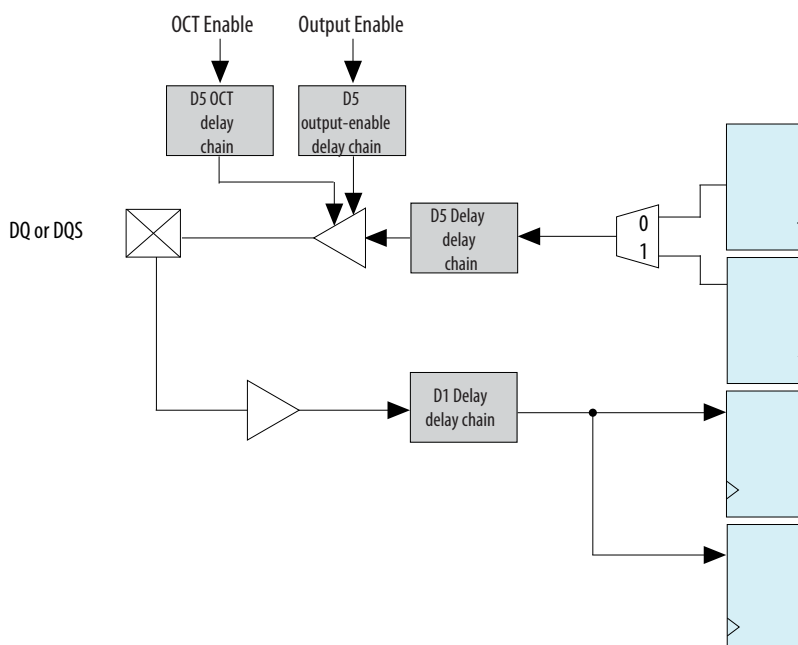 OCT Enable
Output Enable
D5 OCT
delay
chain
D5
output-enable
delay chain
DQ or DQS
D5 Delay
delay
chain
0
1
D1 Delay
delay chain